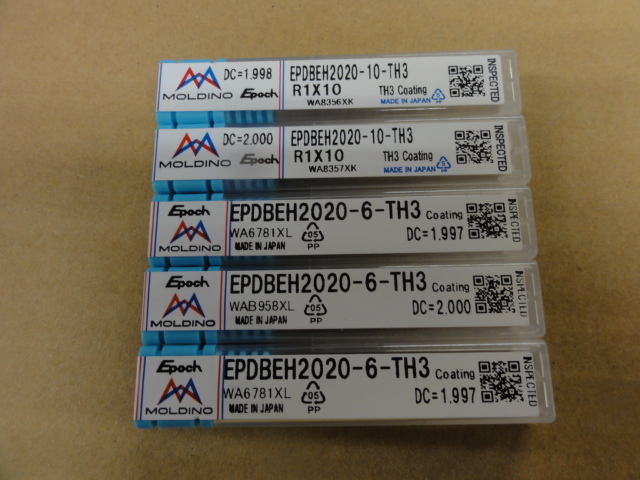 MOLDINO
DC=1.998
Epoch
EPDBEH2020-10-TH3
R1X10
TH3 Coating
WA8356XK
MADE IN JAPAN
INSPECTED
MOLDINO
DC=2.000
Epoch
EPDBEH2020-10-TH3
R1X10
TH3 Coating
WA8357XK
MADE IN JAPAN
INSPECTED
Epoch
MOLDINO
EPDBEH2020-6-TH3 Coating
WA6781XL
05
PP
DC=1.997
MADE IN JAPAN
INSPECTED
Epoch
MOLDINO
EPDBEH2020-6-TH3 Coating
WAB958XL
05
PP
DC=2.000
MADE IN JAPAN
INSPECTED
Epoch
MOLDINO
EPDBEH2020-6-TH3 Coating
WA6781XL
05
PP
DC=1.997
MADE IN JAPAN
INSPECTED